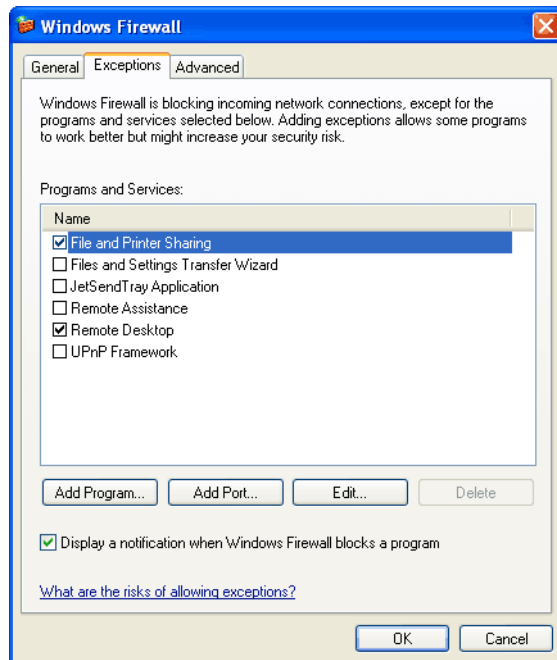 Windows Firewall
General Exceptions Advanced
Windows Firewall is blocking incoming network connections, except for the
programs and services selected below. Adding exceptions allows some programs
to work better but might increase your security risk.
Programs and Services:
Name
File and Printer Sharing
Files and Settings Transfer Wizard
JetSendTray Application
Remote Assistance
Remote Desktop
UPnP Framework
Add Program... Add Port... Edit... Delete
Display a notification when Windows Firewall blocks a program
What are the risks of allowing exceptions?
OK Cancel